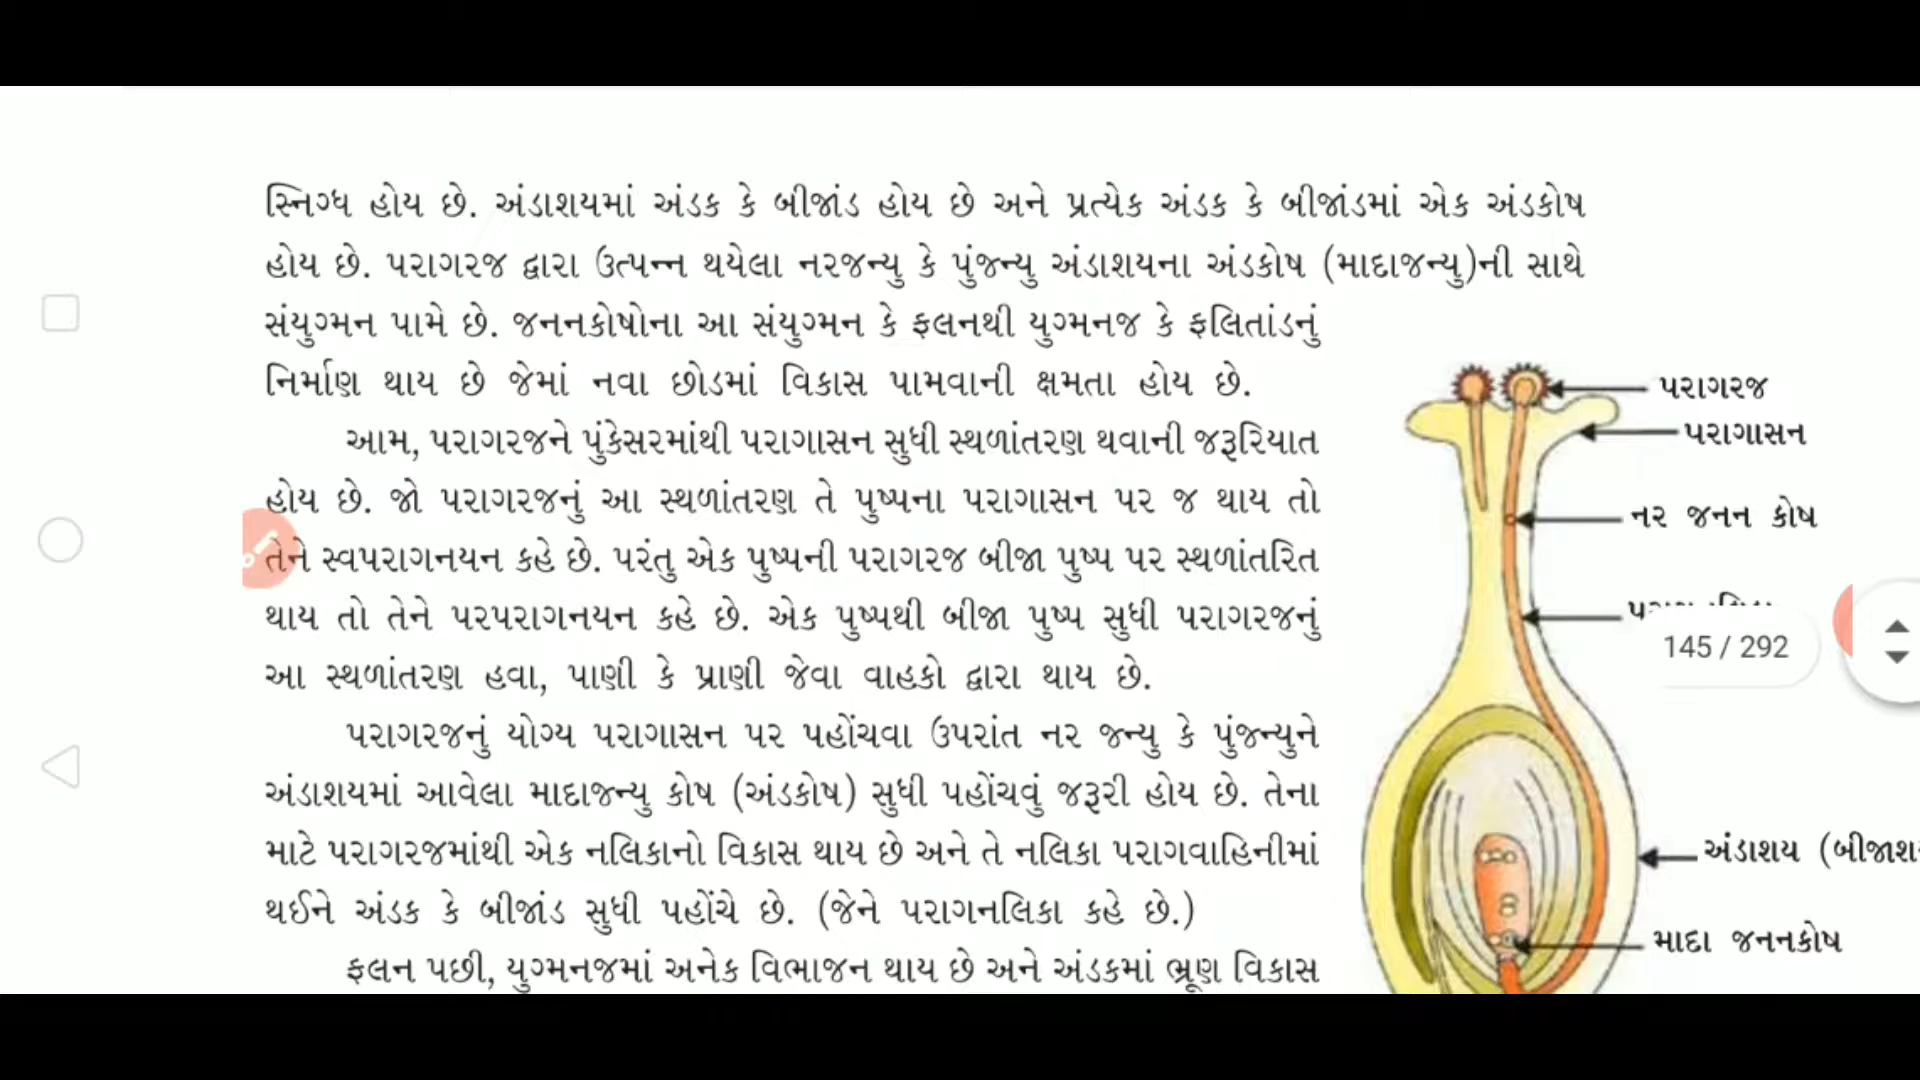 સ્નિગ્ધ હોય છે. અંડાશયમાં અંડક કે બીજાંડ હોય છે અને પ્રત્યેક અંડક કે બીજાંડમાં એક અંડકોષ
હોય છે. પરાગરજ દ્વારા ઉત્પન્ન થયેલા નરજન્યુ કે પુંજન્યુ અંડાશયના અંડકોષ (માદાજન્યુ)ની સાથે
સંયુગ્મન પામે છે. જનનકોષોના આ સંયુગ્મન કે ફલનથી યુગ્મનજ કે ફલિતાંડનું
નિર્માણ થાય છે જેમાં નવા છોડમાં વિકાસ પામવાની ક્ષમતા હોય છે.
આમ, પરાગરજને પુંકેસરમાંથી પરાગાસન સુધી સ્થળાંતરણ થવાની જરૂરિયાત
હોય છે. જો પરાગરજનું આ સ્થળાંતરણ તે પુષ્પના પરાગાસન પર જ થાય તો
તેને સ્વપરાગનયન કહે છે. પરંતુ એક પુષ્પની પરાગરજ બીજા પુષ્પ પર સ્થળાંતરિત
થાય તો તેને પરપરાગનયન કહે છે. એક પુષ્પથી બીજા પુષ્પ સુધી પરાગરજનું
આ સ્થળાંતરણ હવા, પાણી કે પ્રાણી જેવા વાહકો દ્વારા થાય છે.
પરાગરજનું યોગ્ય પરાગાસન પર પહોંચવા ઉપરાંત નર જન્યુ કે પુંજન્યુને
અંડાશયમાં આવેલા માદાજન્યુ કોષ (અંડકોષ) સુધી પહોંચવું જરૂરી હોય છે. તેના
માટે પરાગરજમાંથી એક નલિકાનો વિકાસ થાય છે અને તે નલિકા પરાગવાહિનીમાં
થઈને અંડક કે બીજાંડ સુધી પહોંચે છે. (જેને પરાગનલિકા કહે છે.)
ફલન પછી, યુગ્મનજમાં અનેક વિભાજન થાય છે અને અંડકમાં ભ્રૂણ વિકાસ
પરાગરજ
પરાગાસન
નર જનન કોષ
145 / 292
અંડાશય (બીજાશ
માદા જનનકોષ